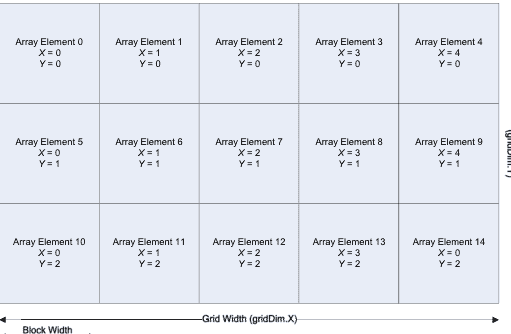 Array Element 0
X = 0
Y = 0
Array Element 1
X = 1
Y = 0
Array Element 2
X = 2
Y = 0
Array Element 3
X = 3
Y = 0
Array Element 4
X = 4
Y = 0
Array Element 5
X = 0
Y = 1
Array Element 6
X = 1
Y = 1
Array Element 7
X = 2
Y = 1
Array Element 8
X = 3
Y = 1
Array Element 9
X = 4
Y = 1
Array Element 10
X = 0
Y = 2
Array Element 11
X = 1
Y = 2
Array Element 12
X = 2
Y = 2
Array Element 13
X = 3
Y = 2
Array Element 14
X = 0
Y = 2
Grid Width (gridDim.X)
Block Width